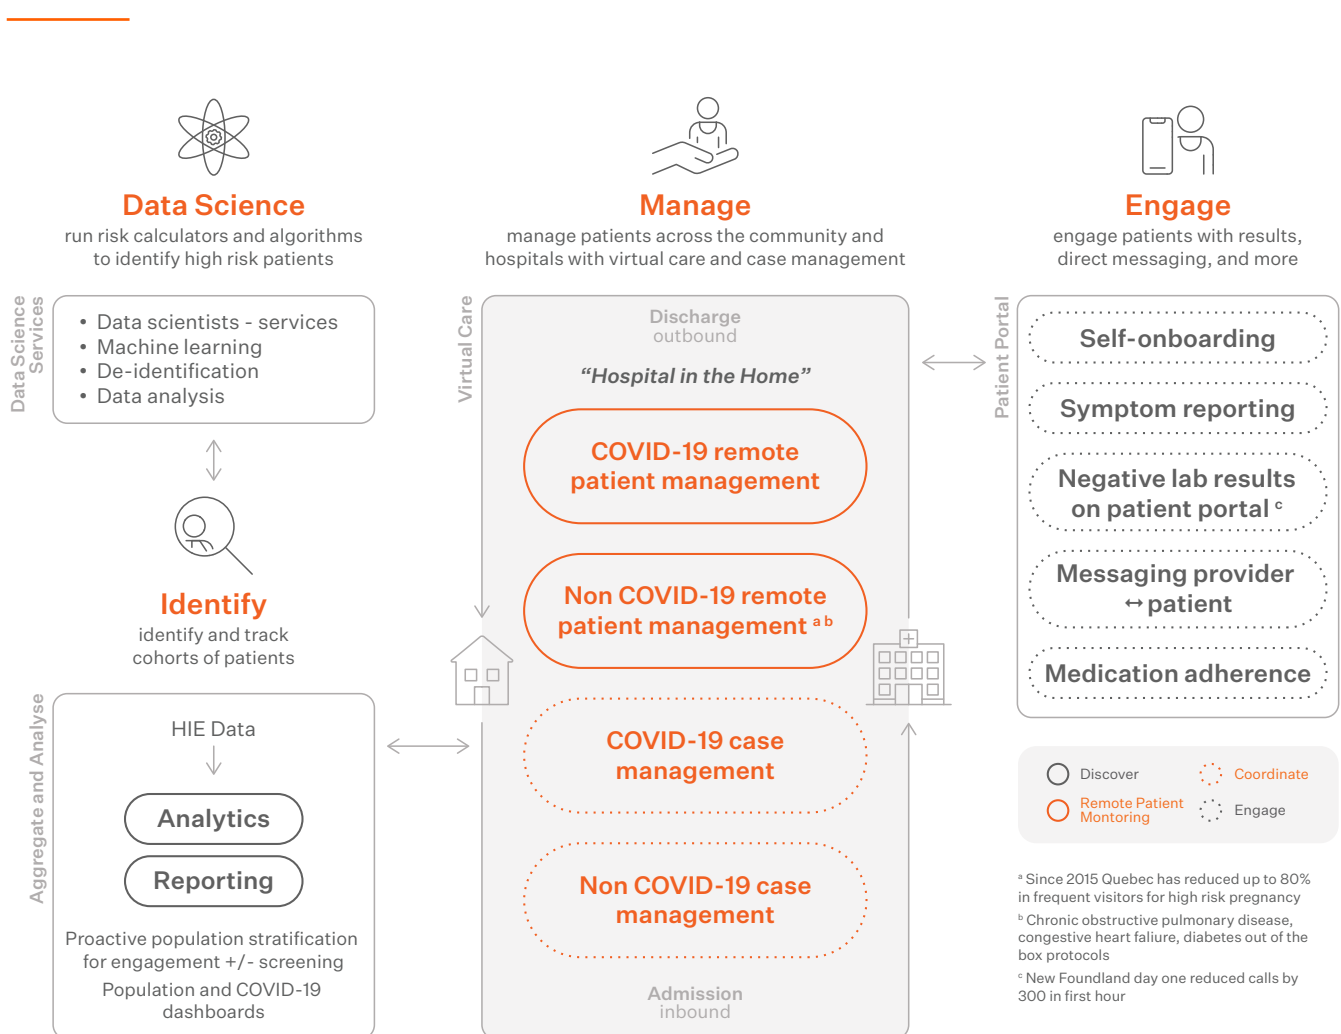 Data Science
run risk calculators and algorithms
to identify high risk patients
Data Science
Services
• Data scientists - services
• Machine learning
• De-identification
• Data analysis
Identify
identify and track
cohorts of patients
Aggregate and Analyse
HIE Data
Analytics
Reporting
Proactive population stratification
for engagement +/- screening
Population and COVID-19
dashboards
Manage
manage patients across the community and
hospitals with virtual care and case management
Virtual Care
Discharge
outbound
“Hospital in the Home”
COVID-19 remote
patient management
Non COVID-19 remote
patient management a b
COVID-19 case
management
Non COVID-19 case
management
Admission
inbound
Engage
engage patients with results,
direct messaging, and more
Patient Portal
Self-onboarding
Symptom reporting
Negative lab results
on patient portal c
Messaging provider
↔ patient
Medication adherence
Discover
Coordinate
Remote Patient
Montoring
Engage
a Since 2015 Quebec has reduced up to 80%
in frequent visitors for high risk pregnancy
b Chronic obstructive pulmonary disease,
congestive heart faliure, diabetes out of the
box protocols
c New Foundland day one reduced calls by
300 in first hour